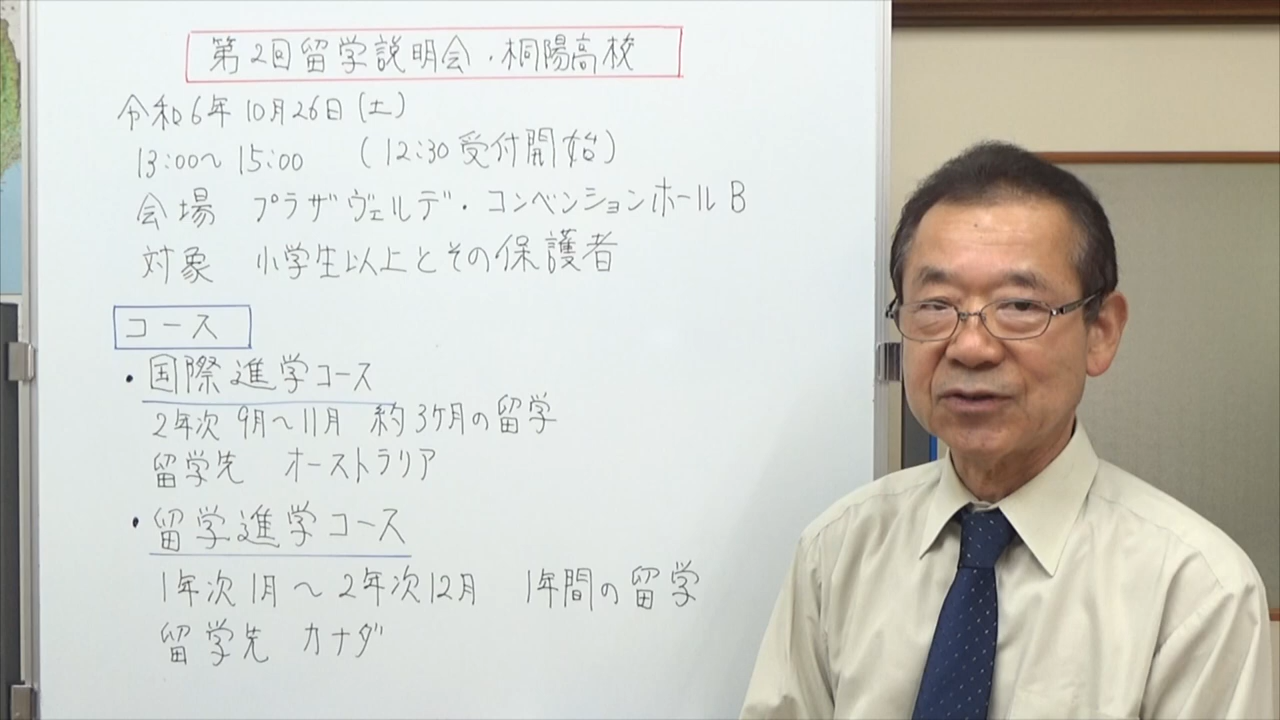 第2回留学説明会・桐陽高校
令和6年10月26日(土)
13:00〜15:00 (12:30受付開始)
会場 プラザヴェルデ・コンベンションホールB
対象 小学生以上とその保護者
コース
・国際進学コース
2年次 9月〜11月 約3ヶ月の留学
留学先 オーストラリア
・留学進学コース
1年次1月〜2年次12月 1年間の留学
留学先 カナダ